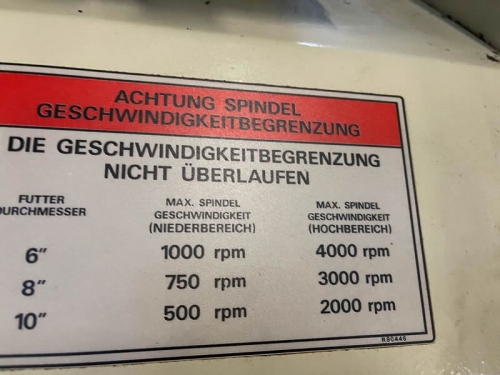 ACHTUNG SPINDEL
GESCHWINDIGKEITBEGRENZUNG
DIE GESCHWINDIGKEITBEGRENZUNG
NICHT ÜBERLAUFEN
FUTTER
DURCHMESSER
MAX. SPINDEL
GESCHWINDIGKEIT
(NIEDERBEREICH)
MAX. SPINDEL
GESCHWINDIGKEIT
(HOCHBEREICH)
6" 1000 rpm 4000 rpm
8" 750 rpm 3000 rpm
10" 500 rpm 2000 rpm
R80446